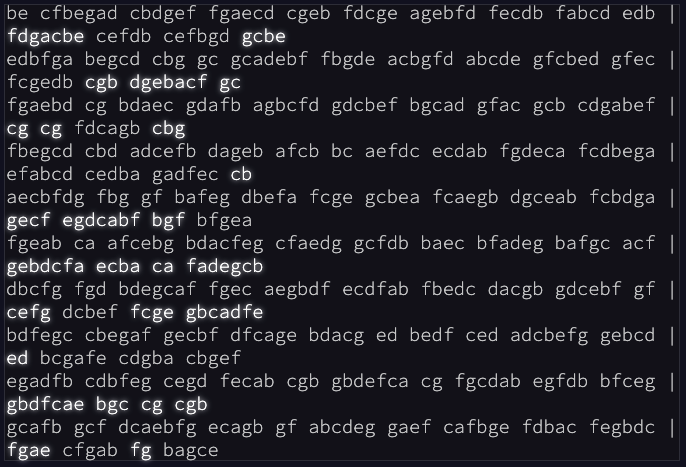 be cfbegad cbdgef fgaecd cgeb fdcge agebfd fecdb fabcd edb |
fdgacbe cefdb cefbgd gcbe
edbfga begcd cbg gc gcadebf fbgde acbgfd abcde gfcbed gfec |
fcgedb cgb dgebacf gc
fgaebd cg bdaec gdafb agbcfd gdcbef bgcad gfac gcb cdgabef |
cg cg fdcagb cbg
fbegcd cbd adcefb dageb afcb bc aefdc ecdab fgdeca fcdbega |
efabcd cedba gadfec cb
aecbfdg fbg gf bafeg dbefa fcge gcbea fcaegb dgceab fcbdga |
gecf egdcabf bgf bfgea
fgeab ca afcebg bdacfeg cfaedg gcfdb baec bfadeg bafgc acf |
gebdcfa ecba ca fadegcb
dbcfg fgd bdegcaf fgec aegbdf ecdfab fbedc dacgb gdcebf gf |
cefg dcbef fcge gbcadfe
bdfegc cbegaf gecbf dfcage bdacg ed bedf ced adcbefg gebcd |
ed bcgafe cdgba cbgef
egadfb cdbfeg cegd fecab cgb gbdefca cg fgcdab egfdb bfceg |
gbdfcae bgc cg cgb
gcafb gcf dcaebfg ecagb gf abcdeg gaef cafbge fdbac fegbdc |
fgae cfgab fg bagce